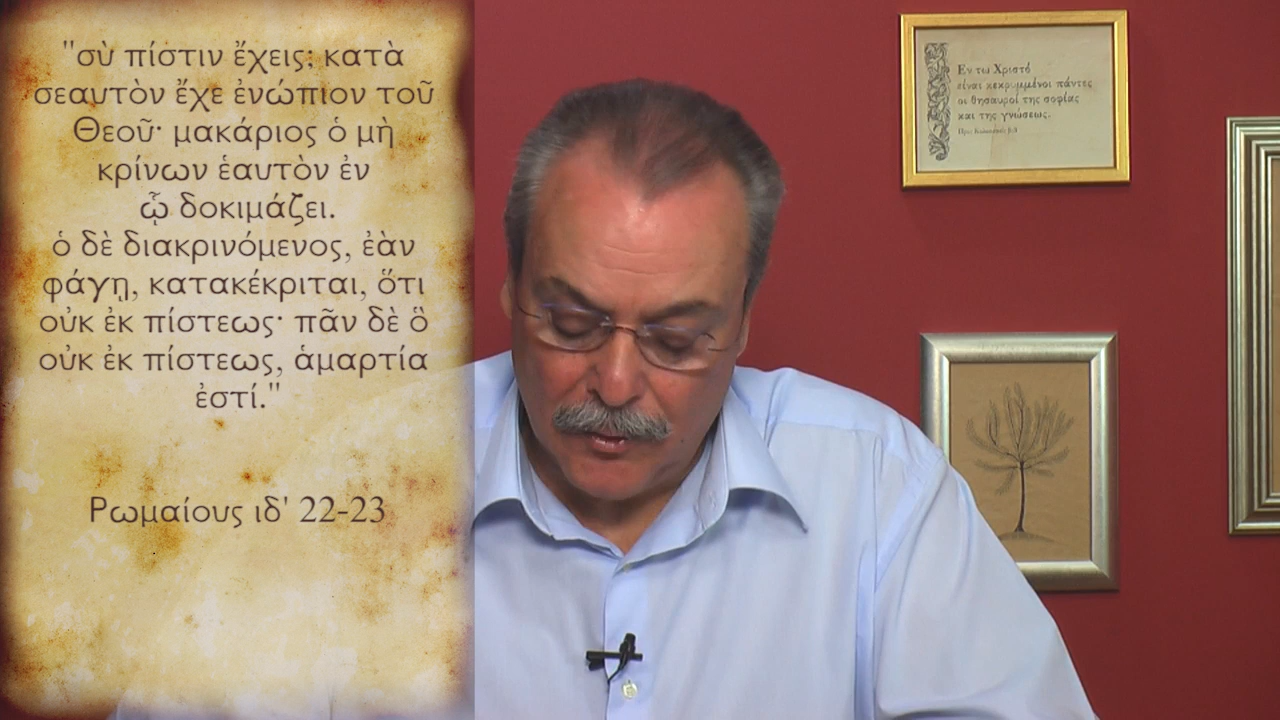 "σὺ πίστιν ἔχεις; κατὰ
σεαυτὸν ἔχε ἐνώπιον τοῦ
Θεοῦ· μακάριος ὁ μὴ
κρίνων ἑαυτὸν ἐν
ᾧ δοκιμάζει.
ὁ δὲ διακρινόμενος, ἐὰν
φάγῃ, κατακέκριται, ὅτι
οὐκ ἐκ πίστεως· πᾶν δὲ ὃ
οὐκ ἐκ πίστεως, ἁμαρτία
ἐστί."
Ρωμαίους ιδ' 22-23
Εν τω Χριστό
είναι κεκρυμμένοι πάντες
οι θησαυροί της σοφίας
και της γνώσεως.